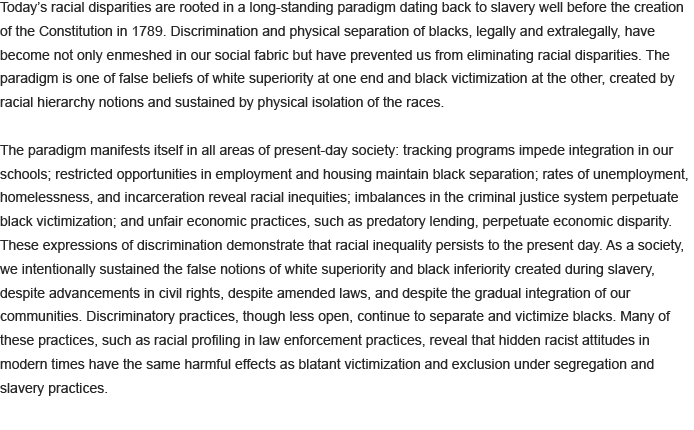 Today’s racial disparities are rooted in a long-standing paradigm dating back to slavery well before the creation
of the Constitution in 1789. Discrimination and physical separation of blacks, legally and extralegally, have
become not only enmeshed in our social fabric but have prevented us from eliminating racial disparities. The
paradigm is one of false beliefs of white superiority at one end and black victimization at the other, created by
racial hierarchy notions and sustained by physical isolation of the races.

The paradigm manifests itself in all areas of present-day society: tracking programs impede integration in our
schools; restricted opportunities in employment and housing maintain black separation; rates of unemployment,
homelessness, and incarceration reveal racial inequities; imbalances in the criminal justice system perpetuate
black victimization; and unfair economic practices, such as predatory lending, perpetuate economic disparity.
These expressions of discrimination demonstrate that racial inequality persists to the present day. As a society,
we intentionally sustained the false notions of white superiority and black inferiority created during slavery,
despite advancements in civil rights, despite amended laws, and despite the gradual integration of our
communities. Discriminatory practices, though less open, continue to separate and victimize blacks. Many of
these practices, such as racial profiling in law enforcement practices, reveal that hidden racist attitudes in
modern times have the same harmful effects as blatant victimization and exclusion under segregation and
slavery practices.